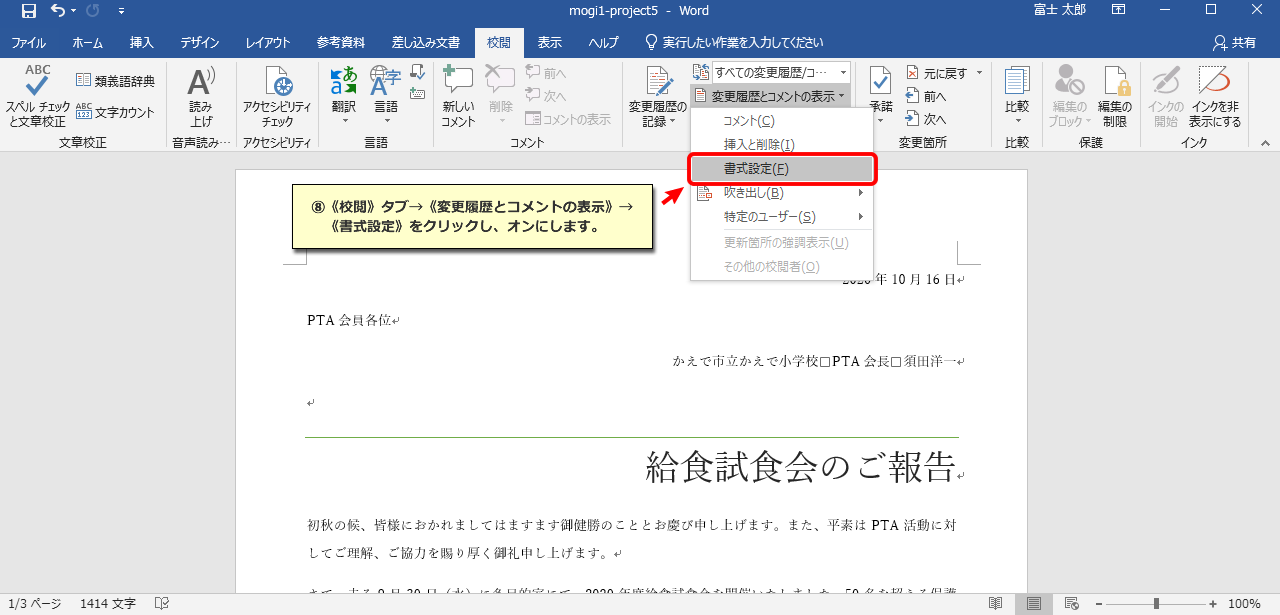 mogi1-project5 - Word
富士 太郎
ファイル ホーム 挿入 デザイン レイアウト 参考資料 差し込み文書 校閲 表示 ヘルプ 実行したい作業を入力してください 共有
ABC
スペル チェックと文章校正
類義語辞典
ABC
123
文字カウント
文章校正
読み上げ
音声読み…
アクセシビリティ チェック
アクセシビリティ
翻訳
言語
言語
新しいコメント
削除
前へ
次へ
コメントの表示
コメント
変更履歴の記録
すべての変更履歴/コ…
変更履歴とコメントの表示
コメント(C)
挿入と削除(I)
書式設定(F)
吹き出し(B)
特定のユーザー(S)
更新箇所の強調表示(U)
その他の校閲者(O)
承諾
元に戻す
前へ
次へ
変更箇所
比較
比較
編集のブロック
編集の制限
保護
インクの開始
インクを非表示にする
インク
⑧《校閲》タブ→《変更履歴とコメントの表示》→
《書式設定》をクリックし、オンにします。
年 10 月 16 日↵
PTA 会員各位↵
かえで市立かえで小学校□PTA 会長□須田洋一↵
↵
給食試食会のご報告↵
初秋の候、皆様におかれましてはますます御健勝のこととお慶び申し上げます。また、平素は PTA 活動に対
してご理解、ご協力を賜り厚く御礼申し上げます。↵
1/3 ページ 1414 文字
100%